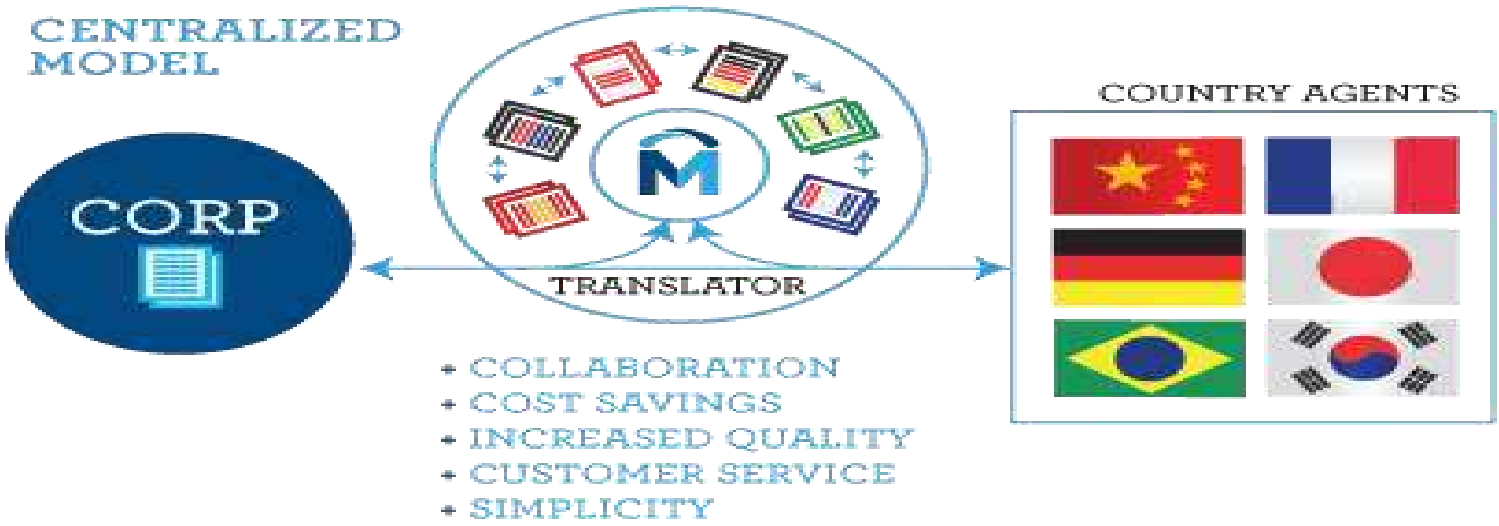 CENTRALIZED
MODEL
CORP
M
TRANSLATOR
COUNTRY AGENTS
+ COLLABORATION
+ COST SAVINGS
+ INCREASED QUALITY
+ CUSTOMER SERVICE
+ SIMPLICITY